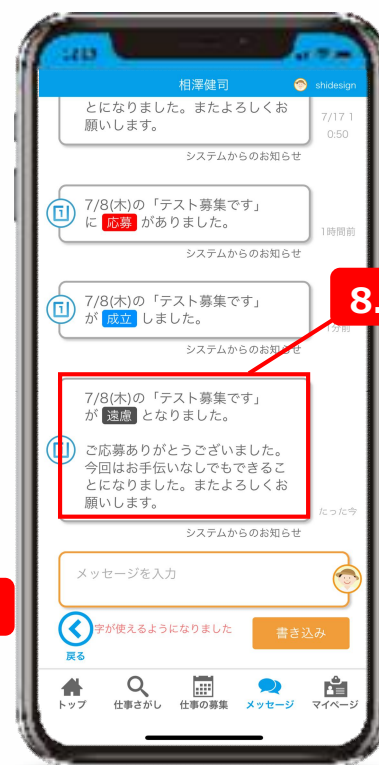 相澤健司
shidesign
とになりました。またよろしくお
願いします。
7/17 1
0:50
システムからのお知らせ
7/8(木)の「テスト募集です」
に 応募 がありました。
1時間前
システムからのお知らせ
7/8(木)の「テスト募集です」
が 成立 しました。
8.
1分前
システムからのお知らせ
7/8(木)の「テスト募集です」
が 遠慮 となりました。
ご応募ありがとうございました。
今回はお手伝いなしでもできるこ
とになりました。またよろしくお
願いします。
たった今
システムからのお知らせ
メッセージを入力
字が使えるようになりました
書き込み
戻る
トップ
仕事さがし
仕事の募集
メッセージ
マイページ